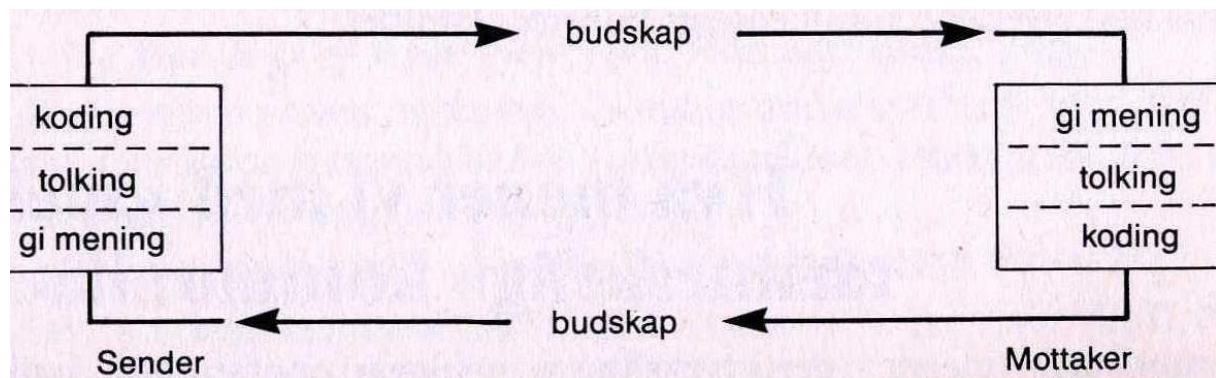 budskap
koding
tolking
gi mening
gi mening
tolking
koding
budskap
Sender
Mottaker